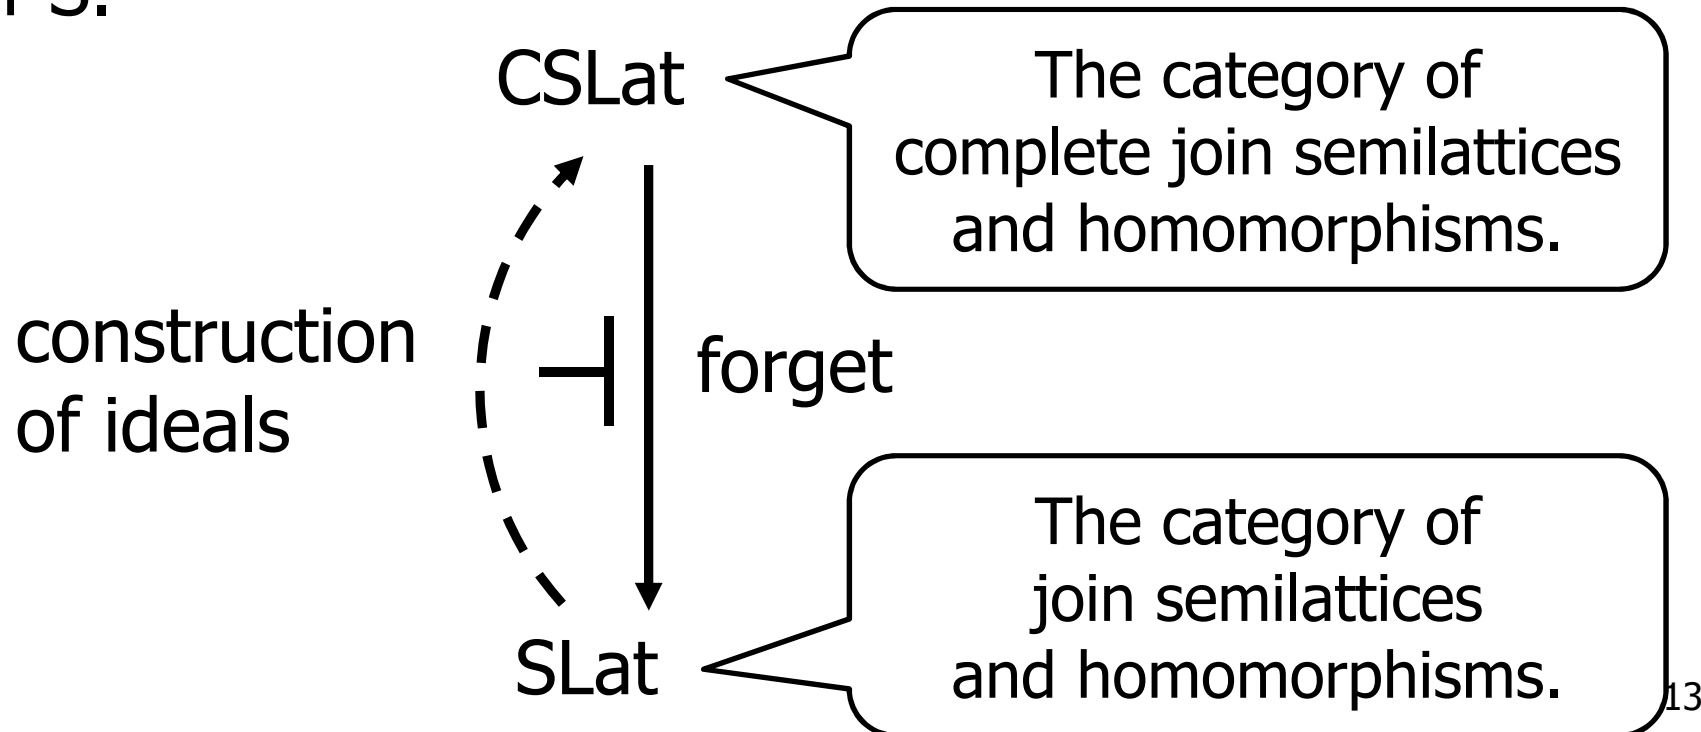 CSLat
The category of
complete join semilattices
and homomorphisms.
construction
of ideals
forget
SLat
The category of
join semilattices
and homomorphisms.
13